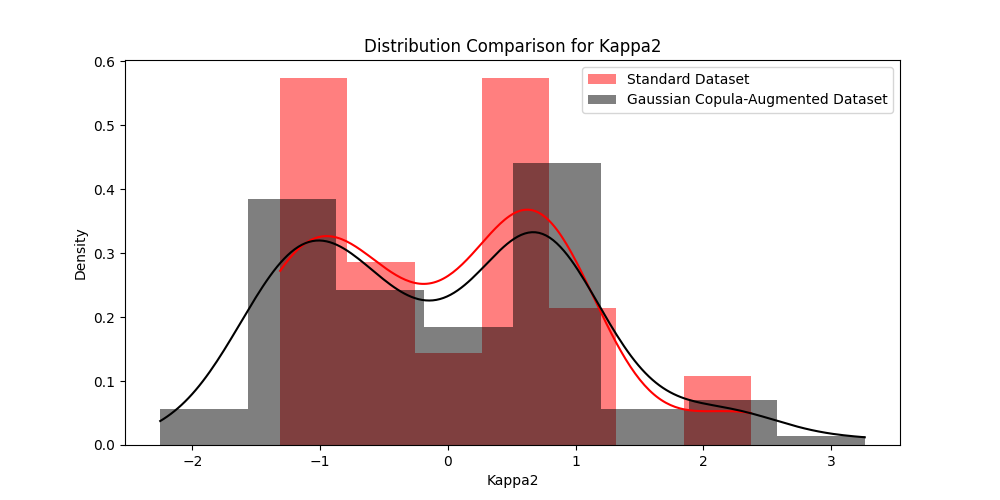 Distribution Comparison for Kappa2
Standard Dataset
Gaussian Copula-Augmented Dataset
Density
0.6
0.5
0.4
0.3
0.2
0.1
0.0
−2 −1 0 1 2 3
Kappa2